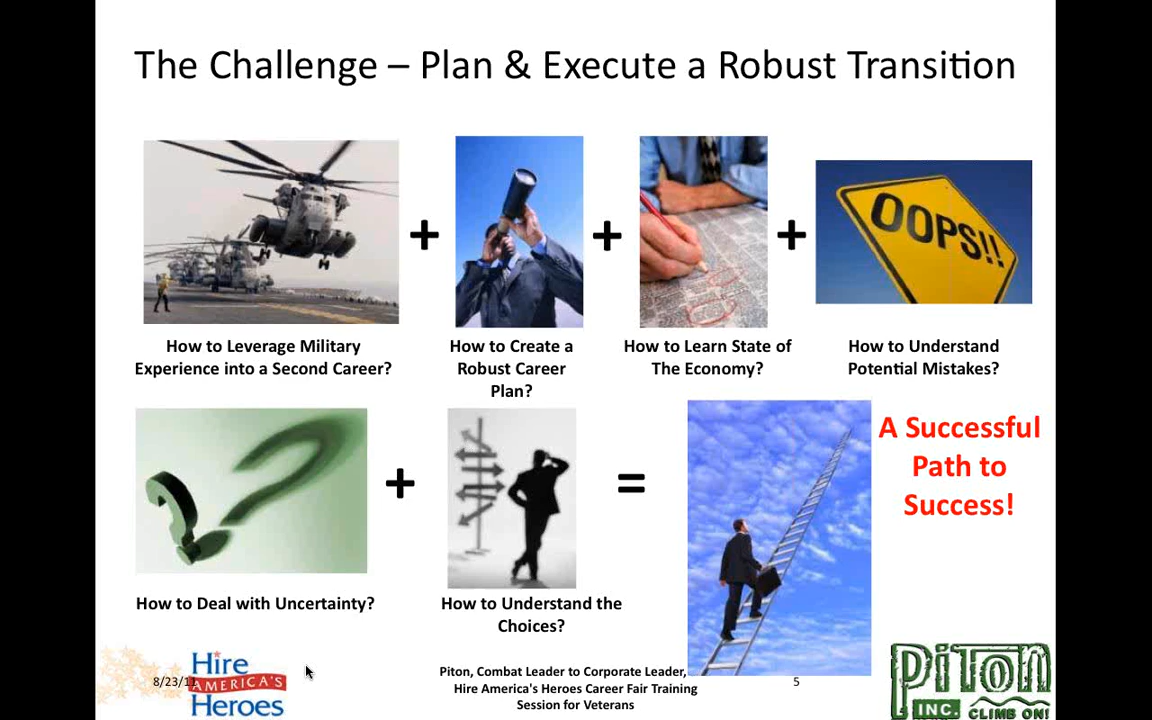 The Challenge – Plan & Execute a Robust Transition
+
+
+
OOPS!!
How to Leverage Military
Experience into a Second Career?
How to Create a
Robust Career
Plan?
How to Learn State of
The Economy?
How to Understand
Potential Mistakes?
+
=
A Successful
Path to
Success!
How to Deal with Uncertainty?
How to Understand the
Choices?
Hire
AMERICA'S
Heroes
8/23/11
Piton, Combat Leader to Corporate Leader,
Hire America's Heroes Career Fair Training
Session for Veterans
5
PiTON
INC. CLIMB ON!